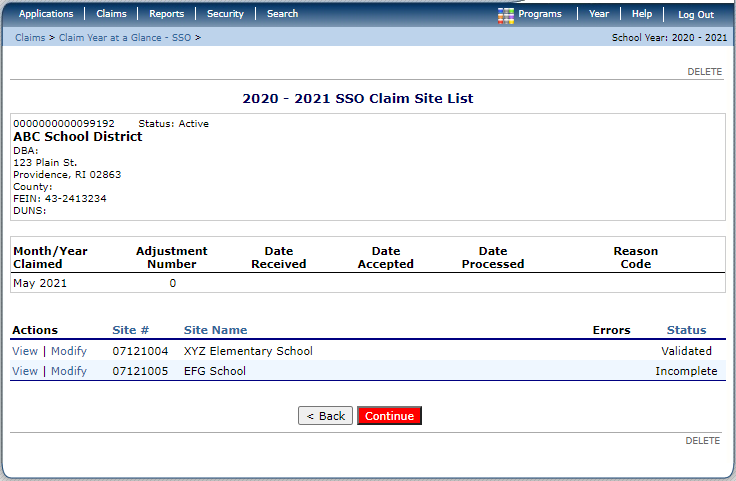 Applications | Claims | Reports | Security | Search Programs | Year | Help | Log Out
Claims > Claim Year at a Glance - SSO > School Year: 2020 - 2021
DELETE
2020 - 2021 SSO Claim Site List
0000000000099192 Status: Active
ABC School District
DBA:
123 Plain St.
Providence, RI 02863
County:
FEIN: 43-2413234
DUNS:
Month/Year Claimed Adjustment Number Date Received Date Accepted Date Processed Reason Code
May 2021 0
Actions Site # Site Name Errors Status
View | Modify 07121004 XYZ Elementary School Validated
View | Modify 07121005 EFG School Incomplete
< Back Continue
DELETE